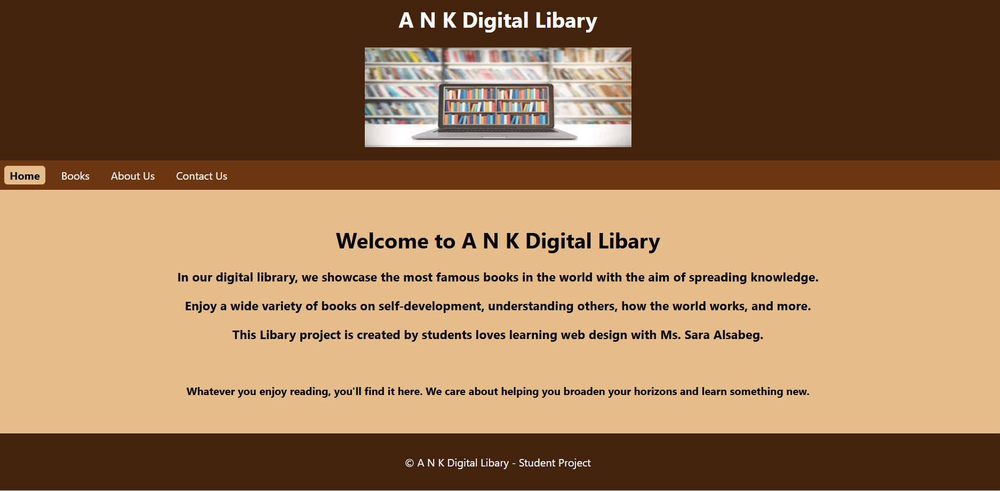 A N K Digital Libary
Home Books About Us Contact Us
Welcome to A N K Digital Libary
In our digital library, we showcase the most famous books in the world with the aim of spreading knowledge.
Enjoy a wide variety of books on self-development, understanding others, how the world works, and more.
This Libary project is created by students loves learning web design with Ms. Sara Alsabeg.
Whatever you enjoy reading, you'll find it here. We care about helping you broaden your horizons and learn something new.
© A N K Digital Libary - Student Project